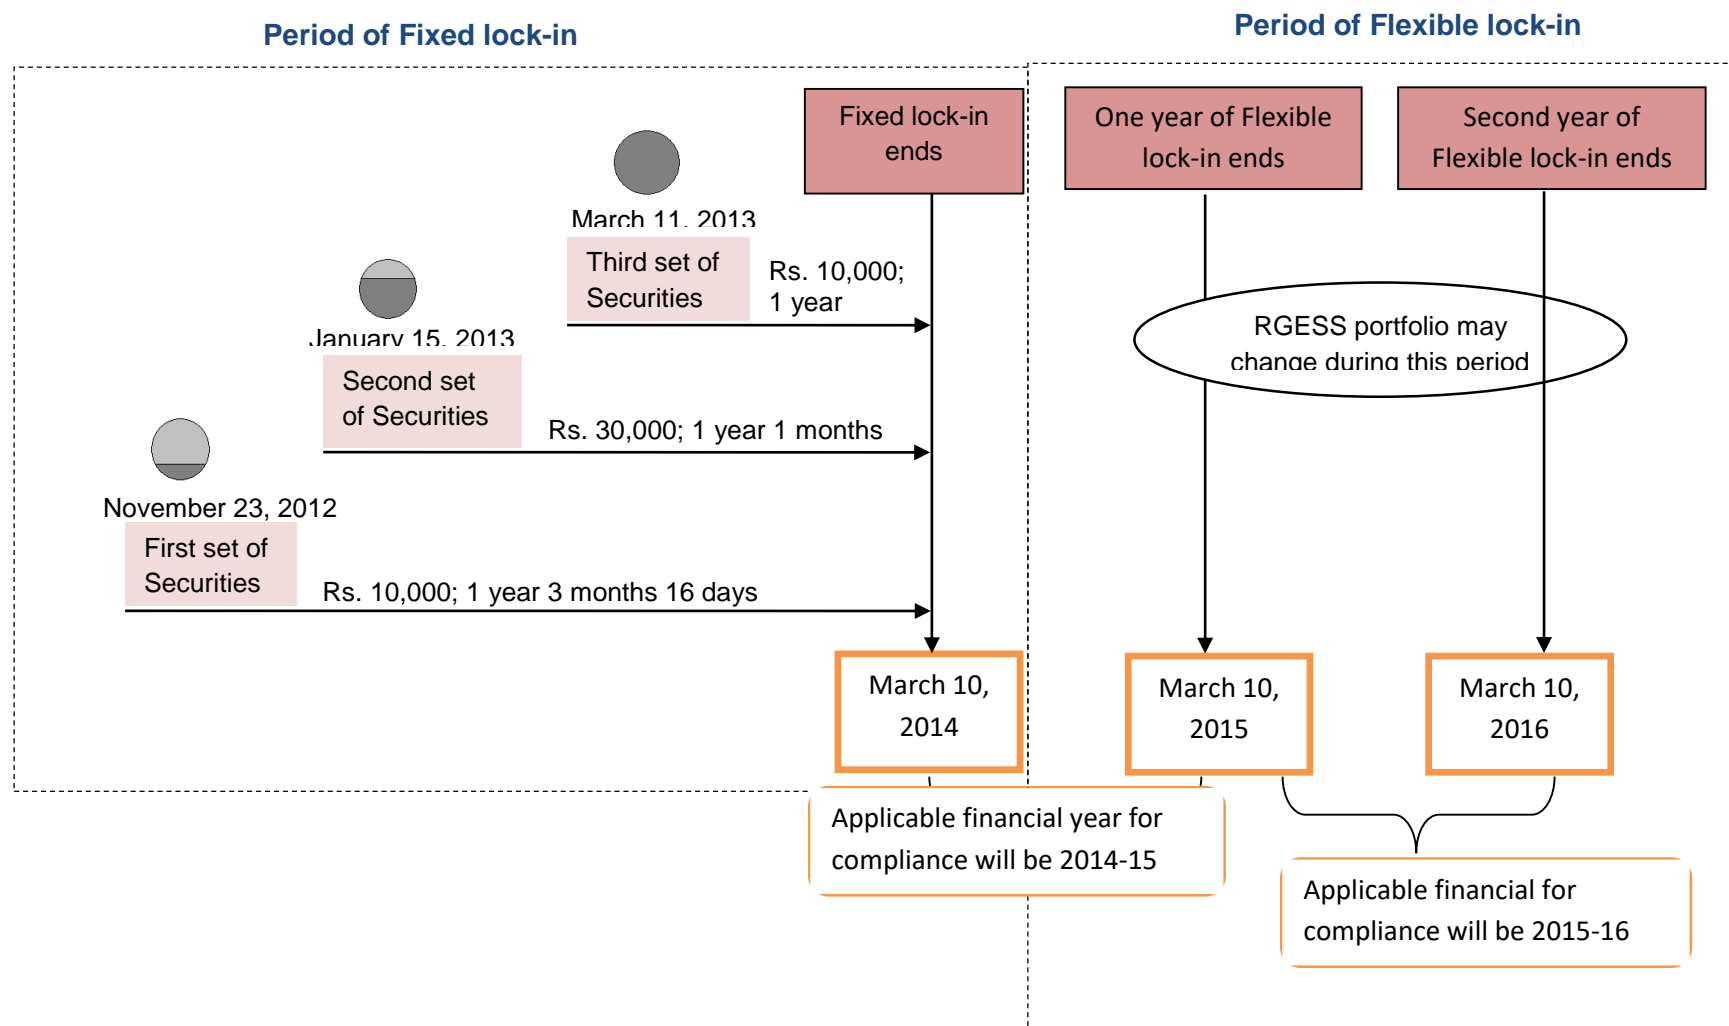 Period of Fixed lock-in
Period of Flexible lock-in
Fixed lock-in
ends
One year of Flexible
lock-in ends
Second year of
Flexible lock-in ends
March 11, 2013
Third set of
Securities
Rs. 10,000;
1 year
January 15, 2013
Second set
of Securities
Rs. 30,000; 1 year 1 months
RGESS portfolio may
change during this period
November 23, 2012
First set of
Securities
Rs. 10,000; 1 year 3 months 16 days
March 10,
2014
March 10,
2015
March 10,
2016
Applicable financial year for
compliance will be 2014-15
Applicable financial for
compliance will be 2015-16